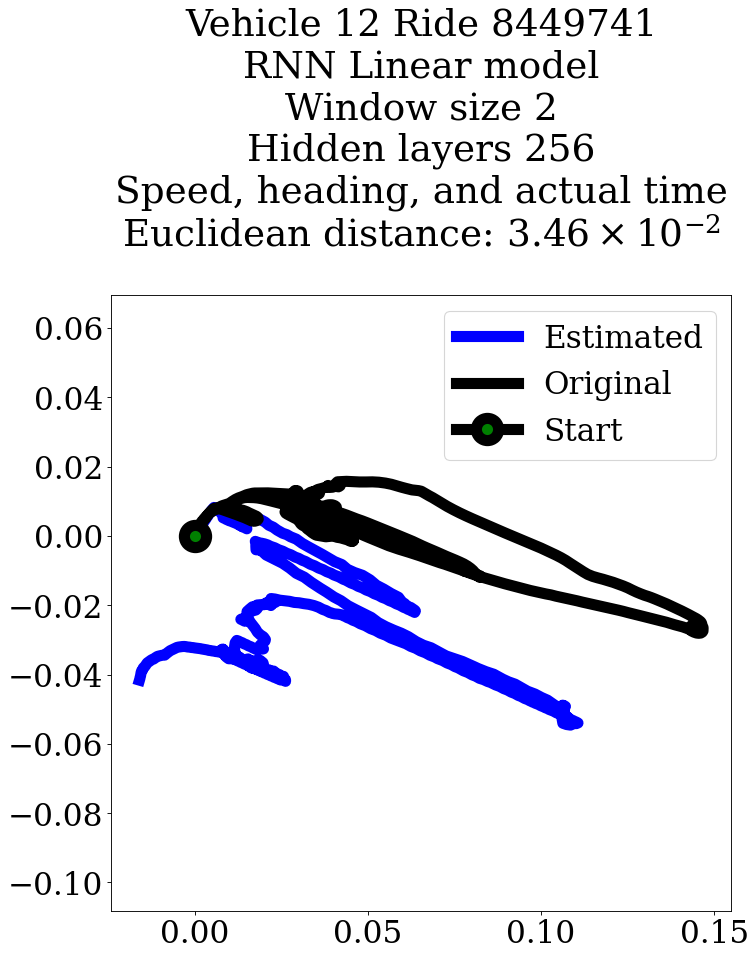 Vehicle 12 Ride 8449741
RNN Linear model
Window size 2
Hidden layers 256
Speed, heading, and actual time
Euclidean distance: 3.46 × 10⁻²
Estimated
Original
Start
0.06
0.04
0.02
0.00
−0.02
−0.04
−0.06
−0.08
−0.10
0.00 0.05 0.10 0.15